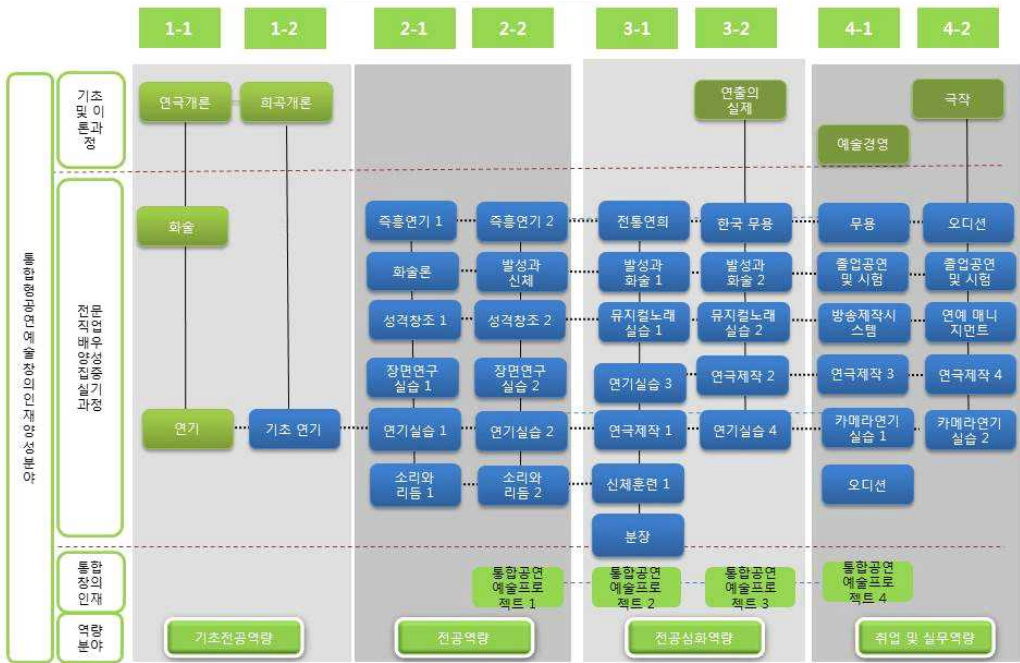 1-1
1-2
2-1
2-2
3-1
3-2
4-1
4-2
통합형공연예술창의인재양성분야
기초
및 이
론과
정
연극개론
희곡개론
연출의
실제
예술경영
극작
전문
직업
배우
양성
집중
실기
과정
화술
즉흥연기 1
즉흥연기 2
전통연희
한국 무용
무용
오디션
화술론
발성과
신체
발성과
화술 1
발성과
화술 2
졸업공연
및 시험
졸업공연
및 시험
성격창조 1
성격창조 2
뮤지컬노래
실습 1
뮤지컬노래
실습 2
방송제작시
스템
연예 매니
지먼트
장면연구
실습 1
장면연구
실습 2
연기실습 3
연극제작 2
연극제작 3
연극제작 4
연기
기초 연기
연기실습 1
연기실습 2
연극제작 1
연기실습 4
카메라연기
실습 1
카메라연기
실습 2
소리와
리듬 1
소리와
리듬 2
신체훈련 1
오디션
분장
통합
창의
인재
통합공연
예술프로
젝트 1
통합공연
예술프로
젝트 2
통합공연
예술프로
젝트 3
통합공연
예술프로
젝트 4
역량
분야
기초전공역량
전공역량
전공심화역량
취업 및 실무역량